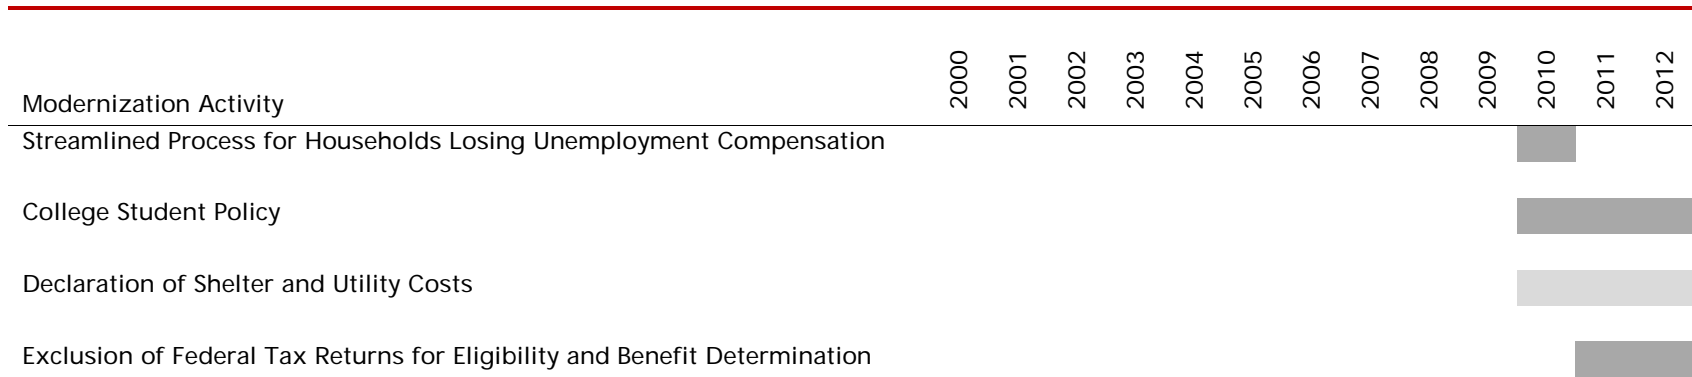 Modernization Activity 2000 2001 2002 2003 2004 2005 2006 2007 2008 2009 2010 2011 2012
Streamlined Process for Households Losing Unemployment Compensation
College Student Policy
Declaration of Shelter and Utility Costs
Exclusion of Federal Tax Returns for Eligibility and Benefit Determination